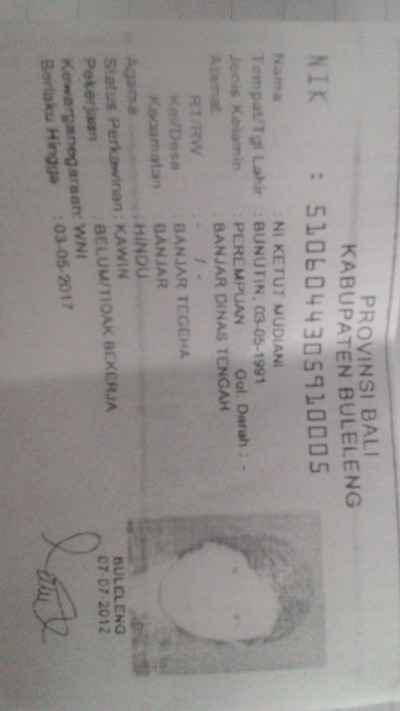 PROVINSI BALI
KABUPATEN BULELENG
NIK : 5106044305910005
Nama : NI KETUT MUDIANI
Tempat/Tgl Lahir : BUNUTIN, 03-05-1991
Jenis Kelamin : PEREMPUAN Gol. Darah : -
Alamat : BANJAR DINAS TENGAH
RT/RW : - / -
Kel/Desa : BANJAR TEGEHA
Kecamatan : BANJAR
Agama : HINDU
Status Perkawinan : KAWIN
Pekerjaan : BELUM/TIDAK BEKERJA
Kewarganegaraan: WNI
Berlaku Hingga : 03-05-2017
BULELENG
07-07-2012